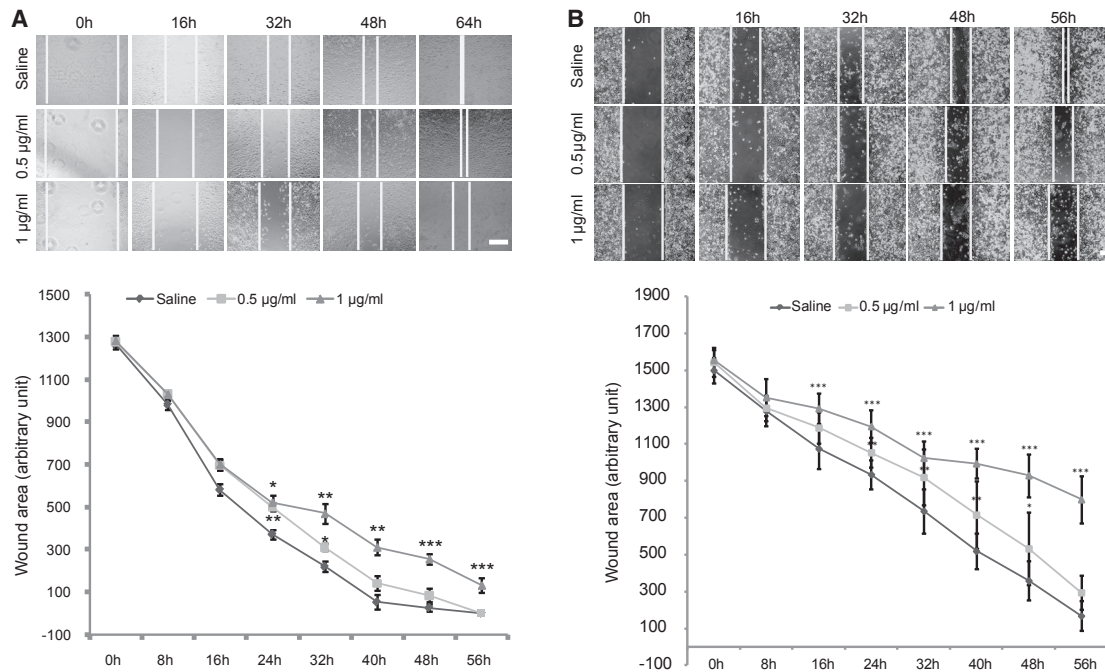 A
0h 16h 32h 48h 64h
Saline
0.5 µg/ml
1 µg/ml
Saline 0.5 µg/ml 1 µg/ml
Wound area (arbitrary unit)
1500
1300
1100
900
700
500
300
100
-100
* ** ** *** ***
** *
0h 8h 16h 24h 32h 40h 48h 56h
B
0h 16h 32h 48h 56h
Saline
0.5µg/ml
1µg/ml
Saline 0.5 µg/ml 1 µg/ml
Wound area (arbitrary unit)
1900
1700
1500
1300
1100
900
700
500
300
100
-100
*** *** *** *** *** ***
** ** ** *
0h 8h 16h 24h 32h 40h 48h 56h